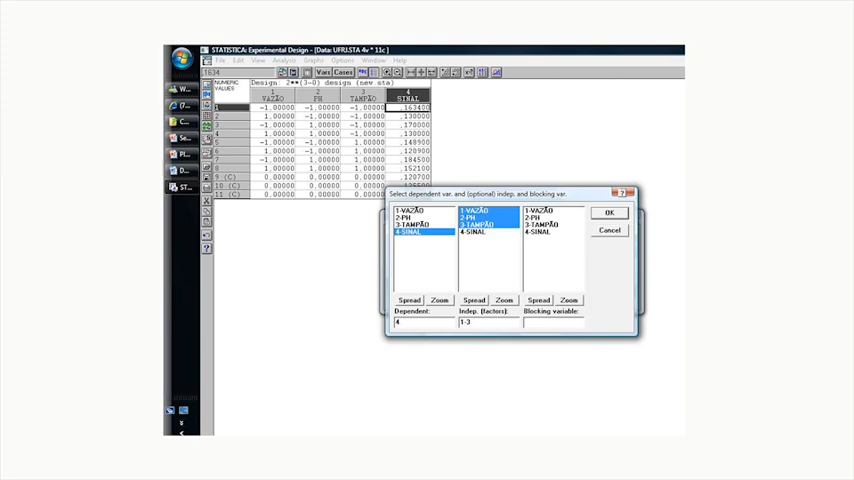 STATISTICA: Experimental Design - [Data: UFRJ.STA 4v * 11c ]
File Edit View Analysis Graphs Options Window Help
,1634
Vars Cases
NUMERIC VALUES
Design: 2**(3-0) design (new.sta)
1 VAZÃO 2 PH 3 TAMPÃO 4 SINAL
1 -1,00000 -1,00000 -1,00000 ,163400
2 1,00000 -1,00000 -1,00000 ,130000
3 -1,00000 1,00000 -1,00000 ,170000
4 1,00000 1,00000 -1,00000 ,130000
5 -1,00000 -1,00000 1,00000 ,148900
6 1,00000 -1,00000 1,00000 ,120900
7 -1,00000 1,00000 1,00000 ,184500
8 1,00000 1,00000 1,00000 ,152100
9 (C) 0,00000 0,00000 0,00000 ,120700
10 (C) 0,00000 0,00000 0,00000
11 (C) 0,00000 0,00000 0,00000
W...
(7...
C...
Se...
Pl...
D...
ST...
Select dependent var. and (optional) indep. and blocking var.
1-VAZÃO 1-VAZÃO 1-VAZÃO
2-PH 2-PH 2-PH
3-TAMPÃO 3-TAMPÃO 3-TAMPÃO
4-SINAL 4-SINAL 4-SINAL
OK
Cancel
Spread Zoom Spread Zoom Spread Zoom
Dependent: Indep. (factors): Blocking variable:
4 1-3